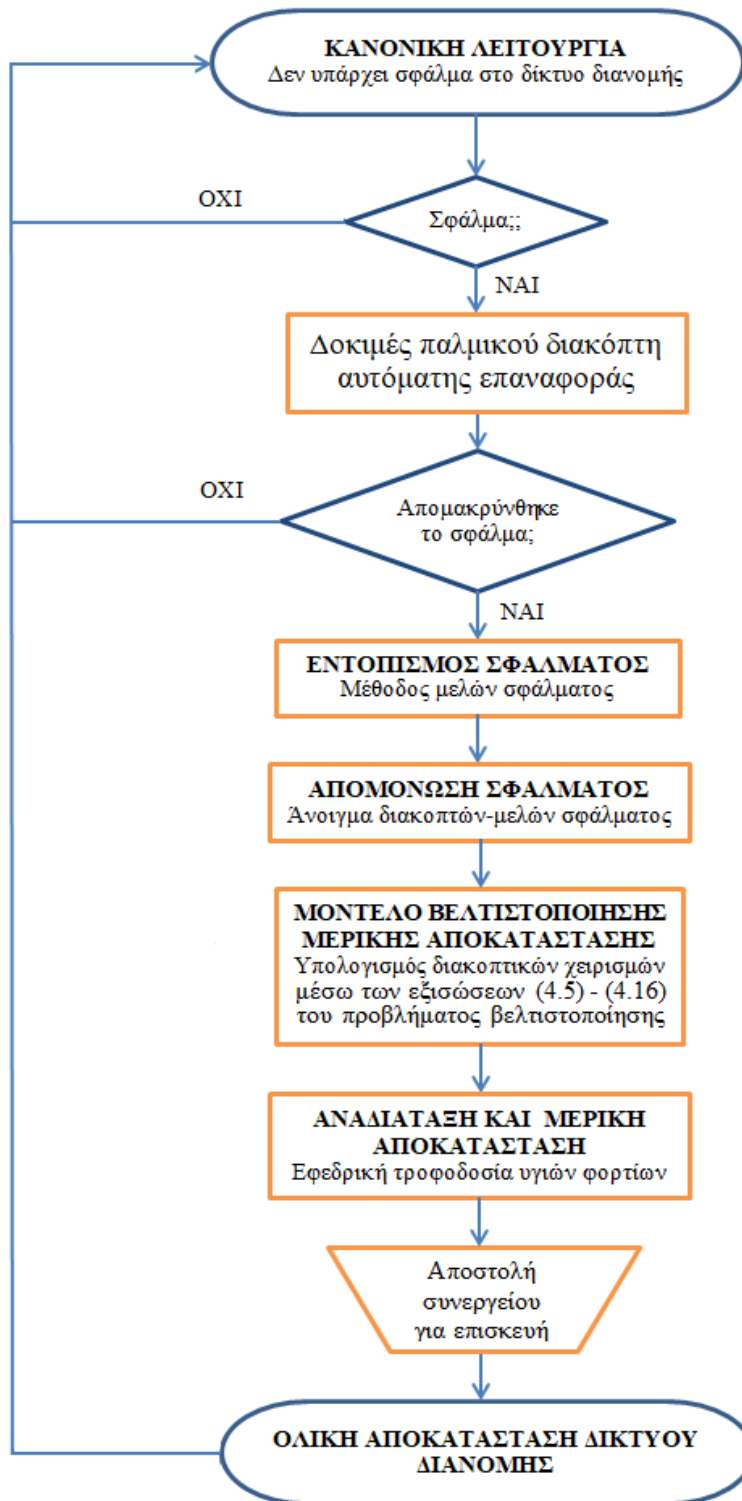 ΚΑΝΟΝΙΚΗ ΛΕΙΤΟΥΡΓΙΑ
Δεν υπάρχει σφάλμα στο δίκτυο διανομής
ΟΧΙ
Σφάλμα;;
ΝΑΙ
Δοκιμές παλμικού διακόπτη
αυτόματης επαναφοράς
ΟΧΙ
Απομακρύνθηκε
το σφάλμα;
ΝΑΙ
ΕΝΤΟΠΙΣΜΟΣ ΣΦΑΛΜΑΤΟΣ
Μέθοδος μελών σφάλματος
ΑΠΟΜΟΝΩΣΗ ΣΦΑΛΜΑΤΟΣ
Άνοιγμα διακοπτών-μελών σφάλματος
ΜΟΝΤΕΛΟ ΒΕΛΤΙΣΤΟΠΟΙΗΣΗΣ
ΜΕΡΙΚΗΣ ΑΠΟΚΑΤΑΣΤΑΣΗΣ
Υπολογισμός διακοπτικών χειρισμών
μέσω των εξισώσεων (4.5) - (4.16)
του προβλήματος βελτιστοποίησης
ΑΝΑΔΙΑΤΑΞΗ ΚΑΙ ΜΕΡΙΚΗ
ΑΠΟΚΑΤΑΣΤΑΣΗ
Εφεδρική τροφοδοσία υγιών φορτίων
Αποστολή
συνεργείου
για επισκευή
ΟΛΙΚΗ ΑΠΟΚΑΤΑΣΤΑΣΗ ΔΙΚΤΥΟΥ
ΔΙΑΝΟΜΗΣ